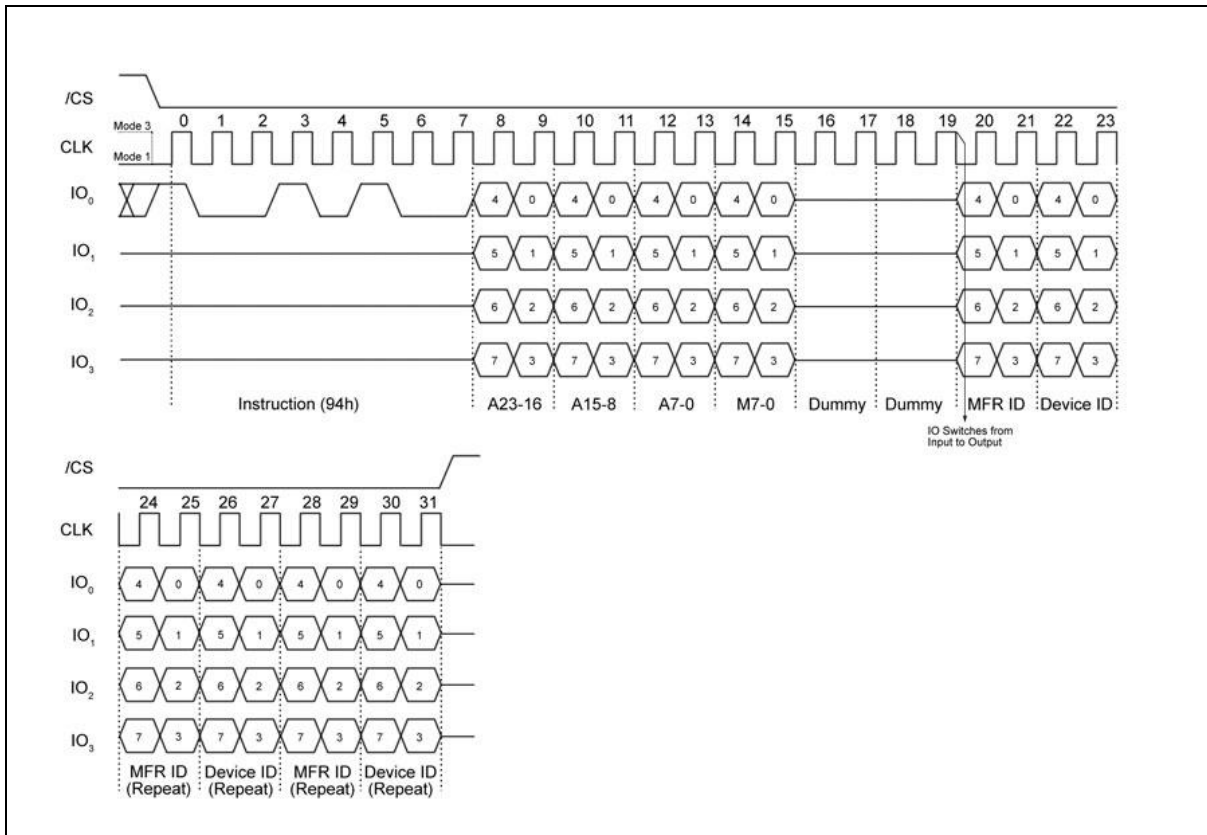 /CS
Mode 3
0 1 2 3 4 5 6 7 8 9 10 11 12 13 14 15 16 17 18 19 20 21 22 23
CLK
Mode 1
IO0 4 0 4 0 4 0 4 0 4 0 4 0
IO1 5 1 5 1 5 1 5 1 5 1 5 1
IO2 6 2 6 2 6 2 6 2 6 2 6 2
IO3 7 3 7 3 7 3 7 3 7 3 7 3
Instruction (94h) A23-16 A15-8 A7-0 M7-0 Dummy Dummy MFR ID Device ID
IO Switches from
Input to Output
/CS
24 25 26 27 28 29 30 31
CLK
IO0 4 0 4 0 4 0 4 0
IO1 5 1 5 1 5 1 5 1
IO2 6 2 6 2 6 2 6 2
IO3 7 3 7 3 7 3 7 3
MFR ID Device ID MFR ID Device ID
(Repeat) (Repeat) (Repeat) (Repeat)